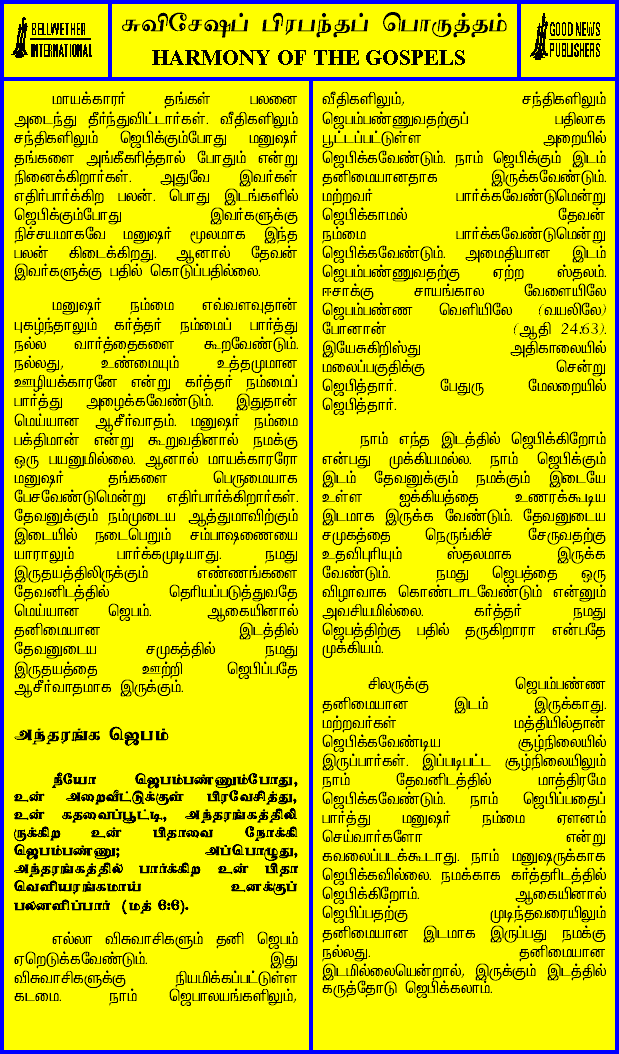 BELLWETHER
INTERNATIONAL
சுவிசேஷப் பிரபந்தப் பொருத்தம்
HARMONY OF THE GOSPELS
GOOD NEWS
PUBLISHERS
மாயக்காரர் தங்கள் பலனை
அடைந்து தீர்ந்துவிட்டார்கள். வீதிகளிலும்
சந்திகளிலும் ஜெபிக்கும்போது மனுஷர்
தங்களை அங்கீகரித்தால் போதும் என்று
நினைக்கிறார்கள். அதுவே இவர்கள்
எதிர்பார்க்கிற பலன். பொது இடங்களில்
ஜெபிக்கும்போது இவர்களுக்கு
நிச்சயமாகவே மனுஷர் மூலமாக இந்த
பலன் கிடைக்கிறது. ஆனால் தேவன்
இவர்களுக்கு பதில் கொடுப்பதில்லை.
மனுஷர் நம்மை எவ்வளவுதான்
புகழ்ந்தாலும் கர்த்தர் நம்மைப் பார்த்து
நல்ல வார்த்தைகளை கூறவேண்டும்.
நல்லது, உண்மையும் உத்தமுமான
ஊழியக்காரனே என்று கர்த்தர் நம்மைப்
பார்த்து அழைக்கவேண்டும். இதுதான்
மெய்யான ஆசீர்வாதம். மனுஷர் நம்மை
பக்திமான் என்று கூறுவதினால் நமக்கு
ஒரு பயனுமில்லை. ஆனால் மாயக்காரரோ
மனுஷர் தங்களை பெருமையாக
பேசவேண்டுமென்று எதிர்பார்க்கிறார்கள்.
தேவனுக்கும் நம்முடைய ஆத்துமாவிற்கும்
இடையில் நடைபெறும் சம்பாஷணையை
யாராலும் பார்க்கமுடியாது. நமது
இருதயத்திலிருக்கும் எண்ணங்களை
தேவனிடத்தில் தெரியப்படுத்துவதே
மெய்யான ஜெபம். ஆகையினால்
தனிமையான இடத்தில்
தேவனுடைய சமுகத்தில் நமது
இருதயத்தை ஊற்றி ஜெபிப்பதே
ஆசீர்வாதமாக இருக்கும்.
அந்தரங்க ஜெபம்
நீயோ ஜெபம்பண்ணும்போது,
உன் அறைவீட்டுக்குள் பிரவேசித்து,
உன் கதவைப்பூட்டி, அந்தரங்கத்திலி
ருக்கிற உன் பிதாவை நோக்கி
ஜெபம்பண்ணு; அப்பொழுது,
அந்தரங்கத்தில் பார்க்கிற உன் பிதா
வெளியரங்கமாய் உனக்குப்
பலனளிப்பார் (மத் 6:6).
எல்லா விசுவாசிகளும் தனி ஜெபம்
ஏறெடுக்கவேண்டும். இது
விசுவாசிகளுக்கு நியமிக்கப்பட்டுள்ள
கடமை. நாம் ஜெபாலயங்களிலும்,
வீதிகளிலும், சந்திகளிலும்
ஜெபம்பண்ணுவதற்குப் பதிலாக
பூட்டப்பட்டுள்ள அறையில்
ஜெபிக்கவேண்டும். நாம் ஜெபிக்கும் இடம்
தனிமையானதாக இருக்கவேண்டும்.
மற்றவர் பார்க்கவேண்டுமென்று
ஜெபிக்காமல் தேவன்
நம்மை பார்க்கவேண்டுமென்று
ஜெபிக்கவேண்டும். அமைதியான இடம்
ஜெபம்பண்ணுவதற்கு ஏற்ற ஸ்தலம்.
ஈசாக்கு சாயங்கால வேளையிலே
ஜெபம்பண்ண வெளியிலே (வயலிலே)
போனான் (ஆதி 24:63).
இயேசுகிறிஸ்து அதிகாலையில்
மலைப்பகுதிக்கு சென்று
ஜெபித்தார். பேதுரு மேலறையில்
ஜெபித்தார்.
நாம் எந்த இடத்தில் ஜெபிக்கிறோம்
என்பது முக்கியமல்ல. நாம் ஜெபிக்கும்
இடம் தேவனுக்கும் நமக்கும் இடையே
உள்ள ஐக்கியத்தை உணரக்கூடிய
இடமாக இருக்க வேண்டும். தேவனுடைய
சமுகத்தை நெருங்கிச் சேருவதற்கு
உதவிபுரியும் ஸ்தலமாக இருக்க
வேண்டும். நமது ஜெபத்தை ஒரு
விழாவாக கொண்டாடவேண்டும் என்னும்
அவசியமில்லை. கர்த்தர் நமது
ஜெபத்திற்கு பதில் தருகிறாரா என்பதே
முக்கியம்.
சிலருக்கு ஜெபம்பண்ண
தனிமையான இடம் இருக்காது.
மற்றவர்கள் மத்தியில்தான்
ஜெபிக்கவேண்டிய சூழ்நிலையில்
இருப்பார்கள். இப்படிபட்ட சூழ்நிலையிலும்
நாம் தேவனிடத்தில் மாத்திரமே
ஜெபிக்கவேண்டும். நாம் ஜெபிப்பதைப்
பார்த்து மனுஷர் நம்மை ஏளனம்
செய்வார்களோ என்று
கவலைப்படக்கூடாது. நாம் மனுஷருக்காக
ஜெபிக்கவில்லை. நமக்காக கர்த்தரிடத்தில்
ஜெபிக்கிறோம். ஆகையினால்
ஜெபிப்பதற்கு முடிந்தவரையிலும்
தனிமையான இடமாக இருப்பது நமக்கு
நல்லது. தனிமையான
இடமில்லையென்றால், இருக்கும் இடத்தில்
கருத்தோடு ஜெபிக்கலாம்.